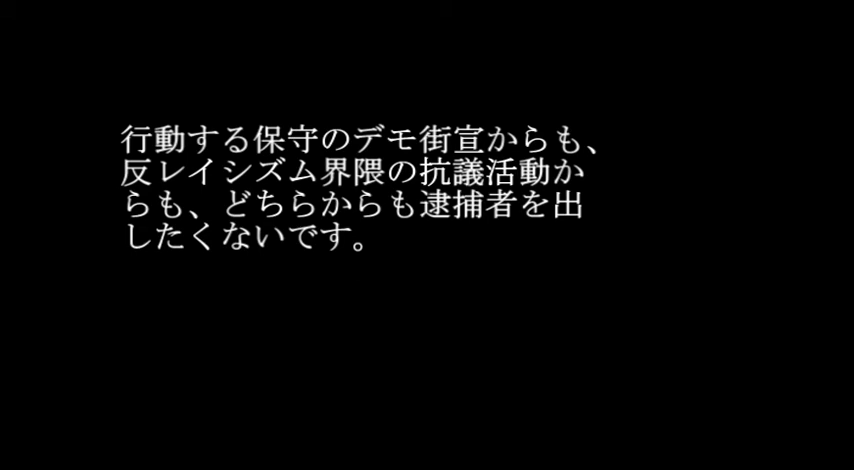 行動する保守のデモ街宣からも、
反レイシズム界隈の抗議活動か
らも、どちらからも逮捕者を出
したくないです。